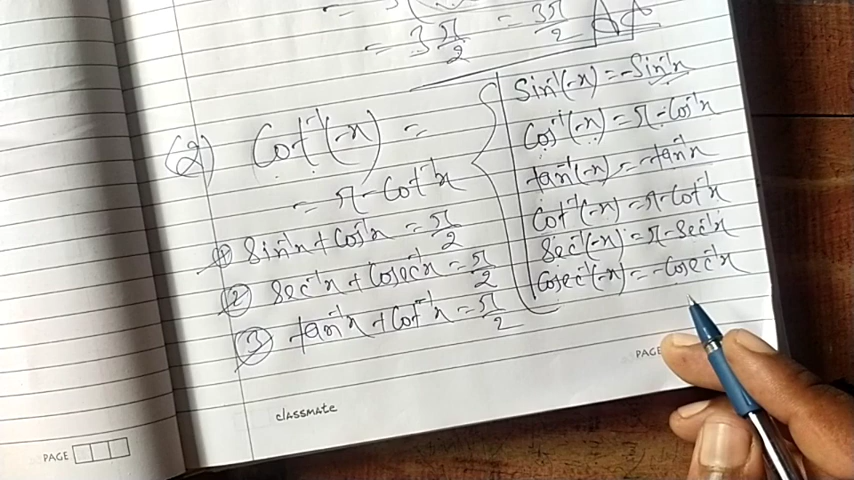 = 3π/2 = 3π/2
(2) Cot⁻¹(-x) =
= π - Cot⁻¹x
① Sin⁻¹x + Cos⁻¹x = π/2
② Sec⁻¹x + Cosec⁻¹x = π/2
③ tan⁻¹x + Cot⁻¹x = π/2
Sin⁻¹(-x) = -Sin⁻¹x
Cos⁻¹(-x) = π - Cos⁻¹x
tan⁻¹(-x) = -tan⁻¹x
Cot⁻¹(-x) = π - Cot⁻¹x
Sec⁻¹(-x) = π - Sec⁻¹x
Cosec⁻¹(-x) = -Cosec⁻¹x
PAGE
classmate
PAGE